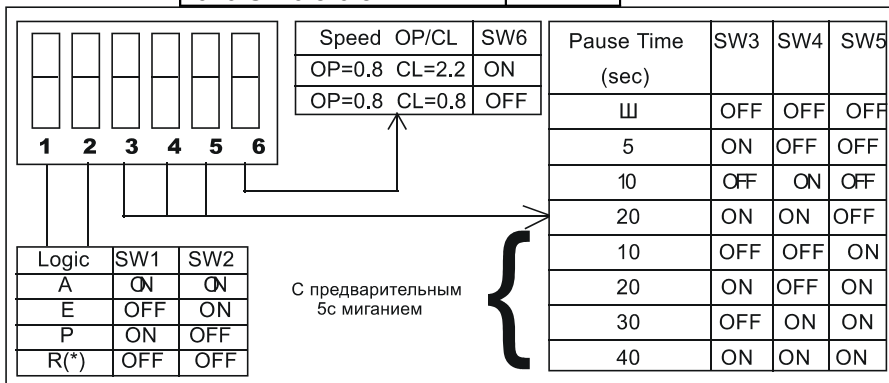 Speed OP/CL SW6
OP=0.8 CL=2.2 ON
OP=0.8 CL=0.8 OFF
1 2 3 4 5 6
Pause Time (sec) SW3 SW4 SW5
Ш OFF OFF OFF
5 ON OFF OFF
10 OFF ON OFF
20 ON ON OFF
10 OFF OFF ON
20 ON OFF ON
30 OFF ON ON
40 ON ON ON
Logic SW1 SW2
A ON ON
E OFF ON
P ON OFF
R(*) OFF OFF
С предварительным
5с миганием